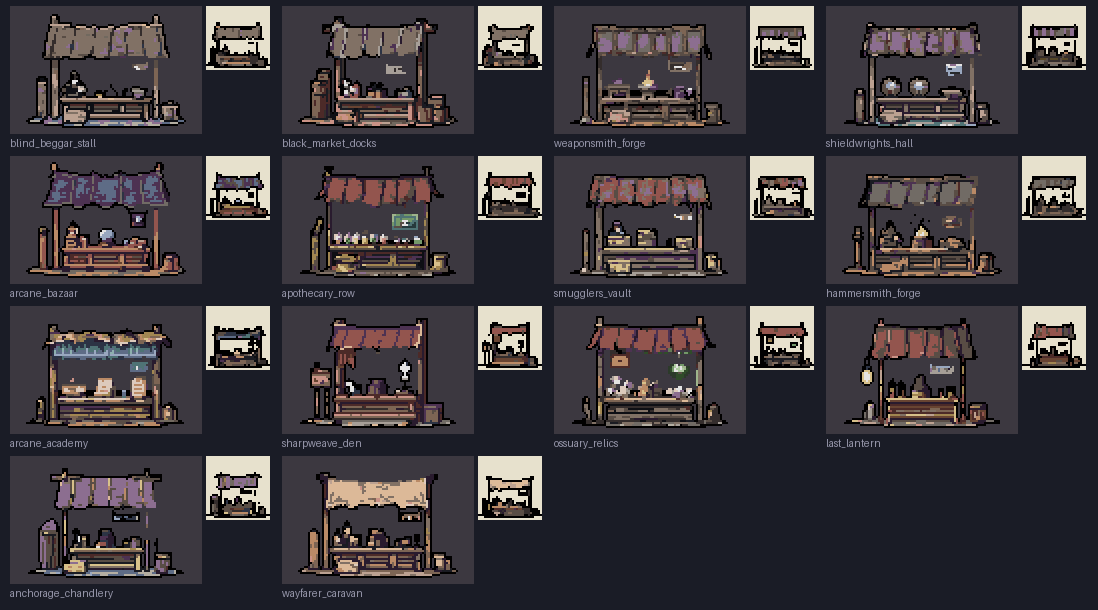 blind_beggar_stall
black_market_docks
weaponsmith_forge
shieldwrights_hall
arcane_bazaar
apothecary_row
smugglers_vault
hammersmith_forge
arcane_academy
sharpweave_den
ossuary_relics
last_lantern
anchorage_chandlery
wayfarer_caravan